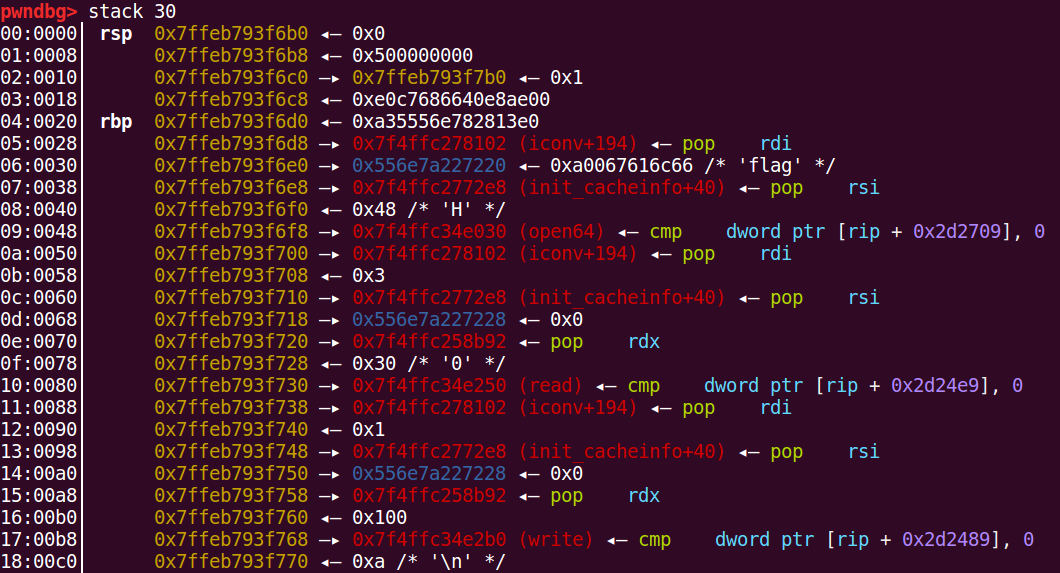 pwndbg> stack 30
00:0000│ rsp 0x7ffeb793f6b0 ◂— 0x0
01:0008│ 0x7ffeb793f6b8 ◂— 0x500000000
02:0010│ 0x7ffeb793f6c0 —▸ 0x7ffeb793f7b0 ◂— 0x1
03:0018│ 0x7ffeb793f6c8 ◂— 0xe0c7686640e8ae00
04:0020│ rbp 0x7ffeb793f6d0 ◂— 0xa35556e782813e0
05:0028│ 0x7ffeb793f6d8 —▸ 0x7f4ffc278102 (iconv+194) ◂— pop rdi
06:0030│ 0x7ffeb793f6e0 —▸ 0x556e7a227220 ◂— 0xa0067616c66 /* 'flag' */
07:0038│ 0x7ffeb793f6e8 —▸ 0x7f4ffc2772e8 (init_cacheinfo+40) ◂— pop rsi
08:0040│ 0x7ffeb793f6f0 ◂— 0x48 /* 'H' */
09:0048│ 0x7ffeb793f6f8 —▸ 0x7f4ffc34e030 (open64) ◂— cmp dword ptr [rip + 0x2d2709], 0
0a:0050│ 0x7ffeb793f700 —▸ 0x7f4ffc278102 (iconv+194) ◂— pop rdi
0b:0058│ 0x7ffeb793f708 ◂— 0x3
0c:0060│ 0x7ffeb793f710 —▸ 0x7f4ffc2772e8 (init_cacheinfo+40) ◂— pop rsi
0d:0068│ 0x7ffeb793f718 —▸ 0x556e7a227228 ◂— 0x0
0e:0070│ 0x7ffeb793f720 —▸ 0x7f4ffc258b92 ◂— pop rdx
0f:0078│ 0x7ffeb793f728 ◂— 0x30 /* '0' */
10:0080│ 0x7ffeb793f730 —▸ 0x7f4ffc34e250 (read) ◂— cmp dword ptr [rip + 0x2d24e9], 0
11:0088│ 0x7ffeb793f738 —▸ 0x7f4ffc278102 (iconv+194) ◂— pop rdi
12:0090│ 0x7ffeb793f740 ◂— 0x1
13:0098│ 0x7ffeb793f748 —▸ 0x7f4ffc2772e8 (init_cacheinfo+40) ◂— pop rsi
14:00a0│ 0x7ffeb793f750 —▸ 0x556e7a227228 ◂— 0x0
15:00a8│ 0x7ffeb793f758 —▸ 0x7f4ffc258b92 ◂— pop rdx
16:00b0│ 0x7ffeb793f760 ◂— 0x100
17:00b8│ 0x7ffeb793f768 —▸ 0x7f4ffc34e2b0 (write) ◂— cmp dword ptr [rip + 0x2d2489], 0
18:00c0│ 0x7ffeb793f770 ◂— 0xa /* '\n' */